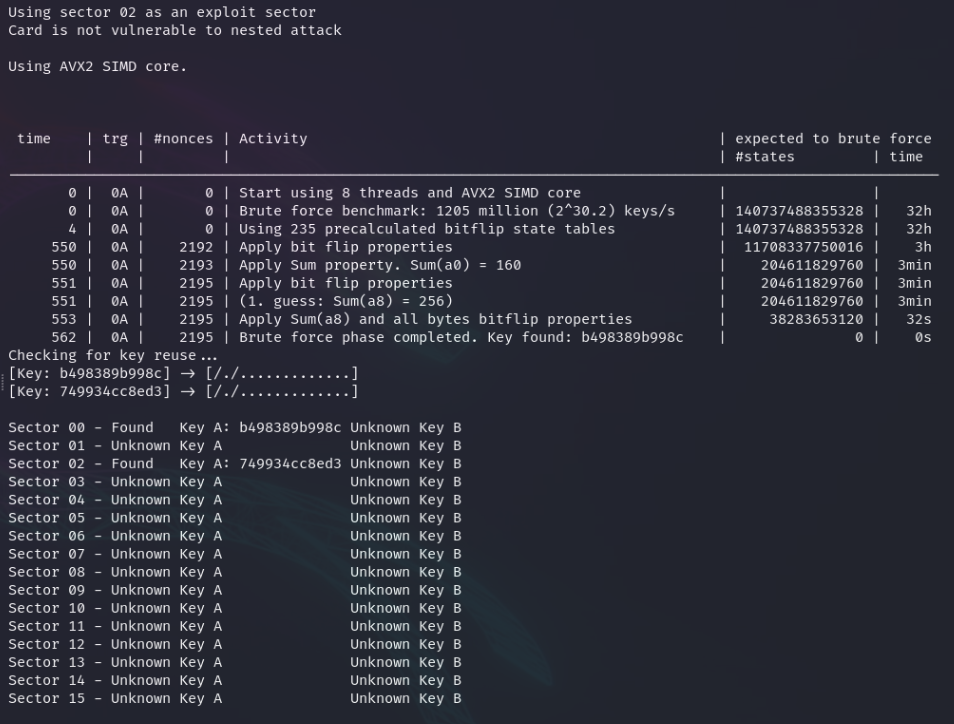 Using sector 02 as an exploit sector
Card is not vulnerable to nested attack
Using AVX2 SIMD core.
time | trg | #nonces | Activity | expected to brute force
| | | | #states | time
0 | 0A | 0 | Start using 8 threads and AVX2 SIMD core | |
0 | 0A | 0 | Brute force benchmark: 1205 million (2^30.2) keys/s | 140737488355328 | 32h
4 | 0A | 0 | Using 235 precalculated bitflip state tables | 140737488355328 | 32h
550 | 0A | 2192 | Apply bit flip properties | 11708337750016 | 3h
550 | 0A | 2193 | Apply Sum property. Sum(a0) = 160 | 204611829760 | 3min
551 | 0A | 2195 | Apply bit flip properties | 204611829760 | 3min
551 | 0A | 2195 | (1. guess: Sum(a8) = 256) | 204611829760 | 3min
553 | 0A | 2195 | Apply Sum(a8) and all bytes bitflip properties | 38283653120 | 32s
562 | 0A | 2195 | Brute force phase completed. Key found: b498389b998c | 0 | 0s
Checking for key reuse...
[Key: b498389b998c] -> [/./.............]
[Key: 749934cc8ed3] -> [/./.............]
Sector 00 - Found Key A: b498389b998c Unknown Key B
Sector 01 - Unknown Key A Unknown Key B
Sector 02 - Found Key A: 749934cc8ed3 Unknown Key B
Sector 03 - Unknown Key A Unknown Key B
Sector 04 - Unknown Key A Unknown Key B
Sector 05 - Unknown Key A Unknown Key B
Sector 06 - Unknown Key A Unknown Key B
Sector 07 - Unknown Key A Unknown Key B
Sector 08 - Unknown Key A Unknown Key B
Sector 09 - Unknown Key A Unknown Key B
Sector 10 - Unknown Key A Unknown Key B
Sector 11 - Unknown Key A Unknown Key B
Sector 12 - Unknown Key A Unknown Key B
Sector 13 - Unknown Key A Unknown Key B
Sector 14 - Unknown Key A Unknown Key B
Sector 15 - Unknown Key A Unknown Key B